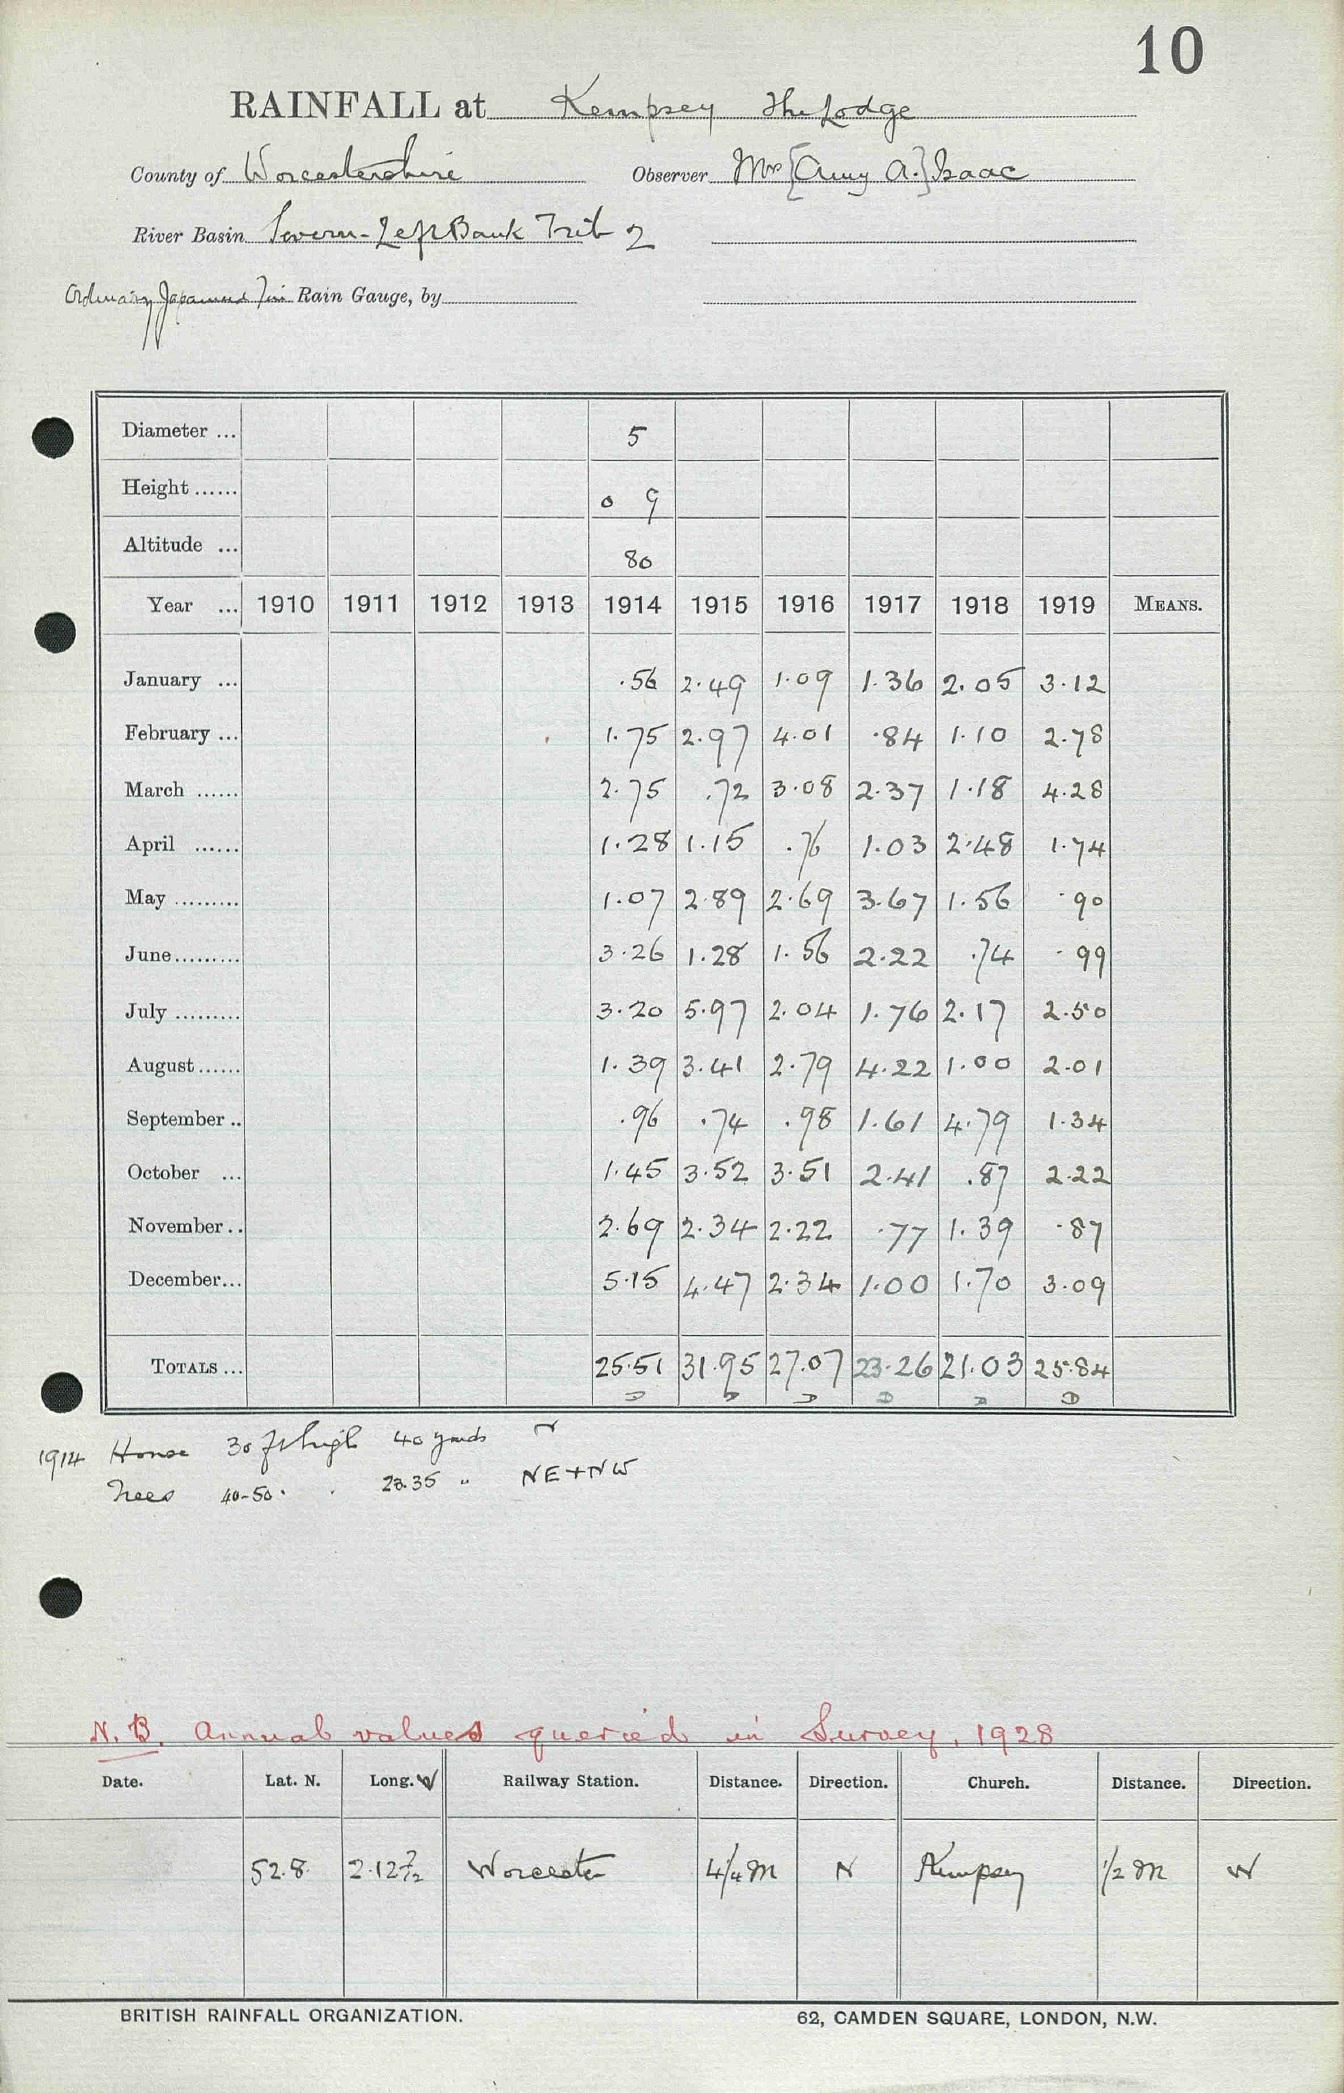 10
RAINFALL at Kempsey The Lodge
County of Worcestershire Observer Mrs [Amy A.] Isaac
River Basin Severn - Left Bank Trib 2
Ordinary Japanned Tin Rain Gauge, by
Diameter ... 5
Height ...... 0 9
Altitude ... 80
Year ... 1910 1911 1912 1913 1914 1915 1916 1917 1918 1919 MEANS.
January ... .56 2.49 1.09 1.36 2.05 3.12
February ... 1.75 2.97 4.01 .84 1.10 2.78
March ...... 2.75 .72 3.08 2.37 1.18 4.28
April ...... 1.28 1.15 .76 1.03 2.48 1.74
May ......... 1.07 2.89 2.69 3.67 1.56 .90
June......... 3.26 1.28 1.56 2.22 .74 .99
July ......... 3.20 5.97 2.04 1.76 2.17 2.50
August...... 1.39 3.41 2.79 4.22 1.00 2.01
September .. .96 .74 .98 1.61 4.79 1.34
October ... 1.45 3.52 3.51 2.41 .87 2.22
November .. 2.69 2.34 2.22 .77 1.39 .87
December... 5.15 4.47 2.34 1.00 1.70 3.09
TOTALS ... 25.51 31.95 27.07 23.26 21.03 25.84
D D D D D D
1914 House 30 ft high 40 yards N
Trees 40-50 " 28.35 " NE + NW
N.B. Annual values queried in Survey, 1928
Date. Lat. N. Long. W Railway Station. Distance. Direction. Church. Distance. Direction.
52.8 2.12½ Worcester 4¼ m N Kempsey ½ m W
BRITISH RAINFALL ORGANIZATION. 62, CAMDEN SQUARE, LONDON, N.W.